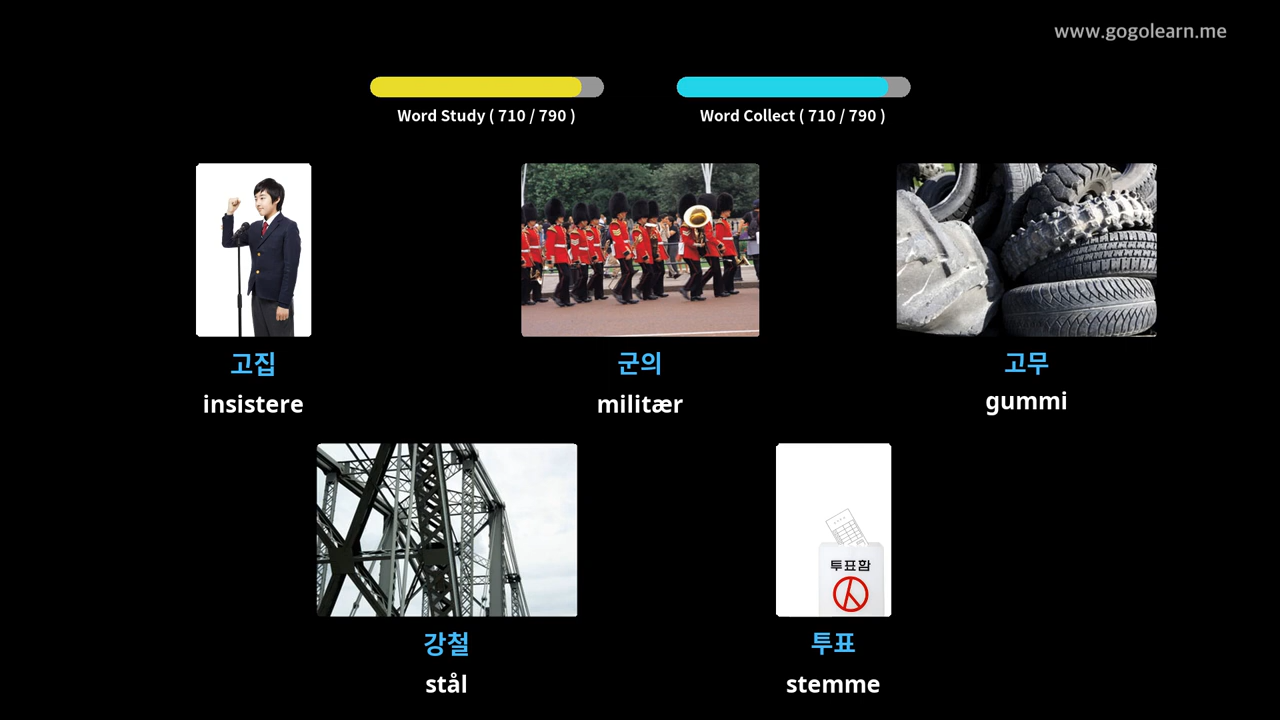 www.gogolearn.me
Word Study ( 710 / 790 )
Word Collect ( 710 / 790 )
고집
insistere
군의
militær
고무
gummi
투표함
강철
stål
투표
stemme